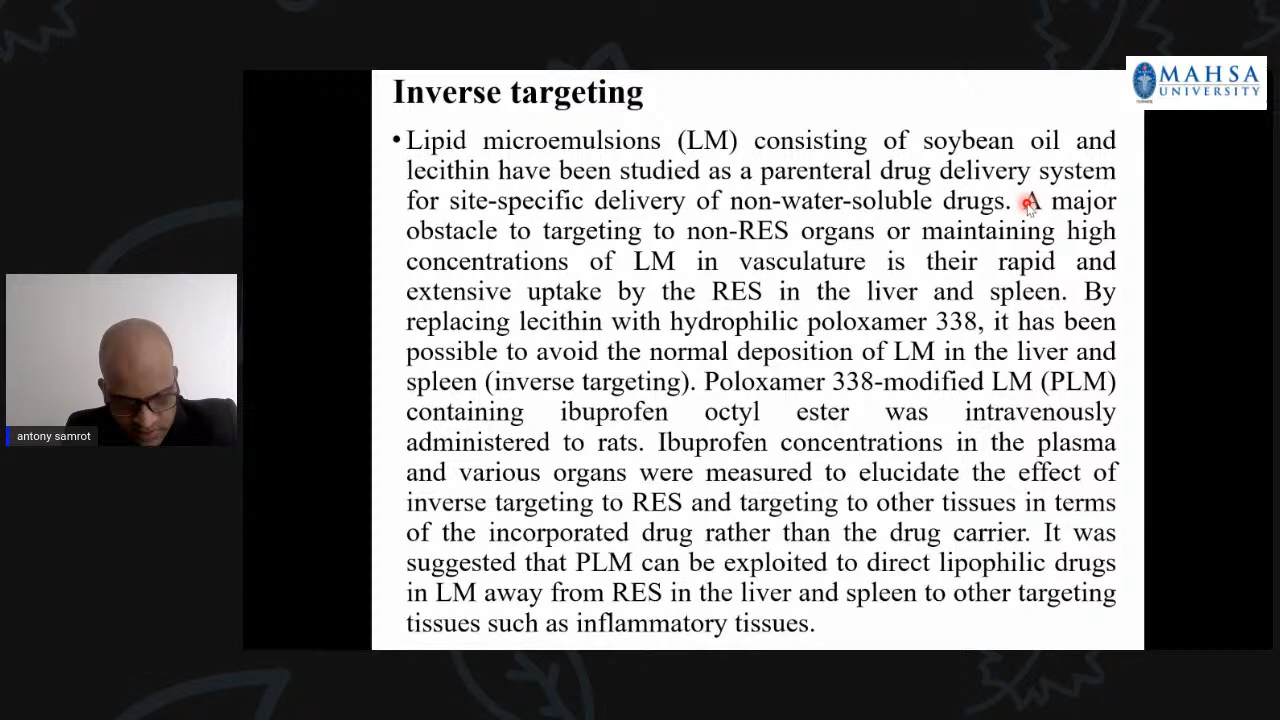 Inverse targeting
MAHSA
UNIVERSITY
• Lipid microemulsions (LM) consisting of soybean oil and
lecithin have been studied as a parenteral drug delivery system
for site-specific delivery of non-water-soluble drugs. A major
obstacle to targeting to non-RES organs or maintaining high
concentrations of LM in vasculature is their rapid and
extensive uptake by the RES in the liver and spleen. By
replacing lecithin with hydrophilic poloxamer 338, it has been
possible to avoid the normal deposition of LM in the liver and
spleen (inverse targeting). Poloxamer 338-modified LM (PLM)
containing ibuprofen octyl ester was intravenously
administered to rats. Ibuprofen concentrations in the plasma
and various organs were measured to elucidate the effect of
inverse targeting to RES and targeting to other tissues in terms
of the incorporated drug rather than the drug carrier. It was
suggested that PLM can be exploited to direct lipophilic drugs
in LM away from RES in the liver and spleen to other targeting
tissues such as inflammatory tissues.
antony samrot